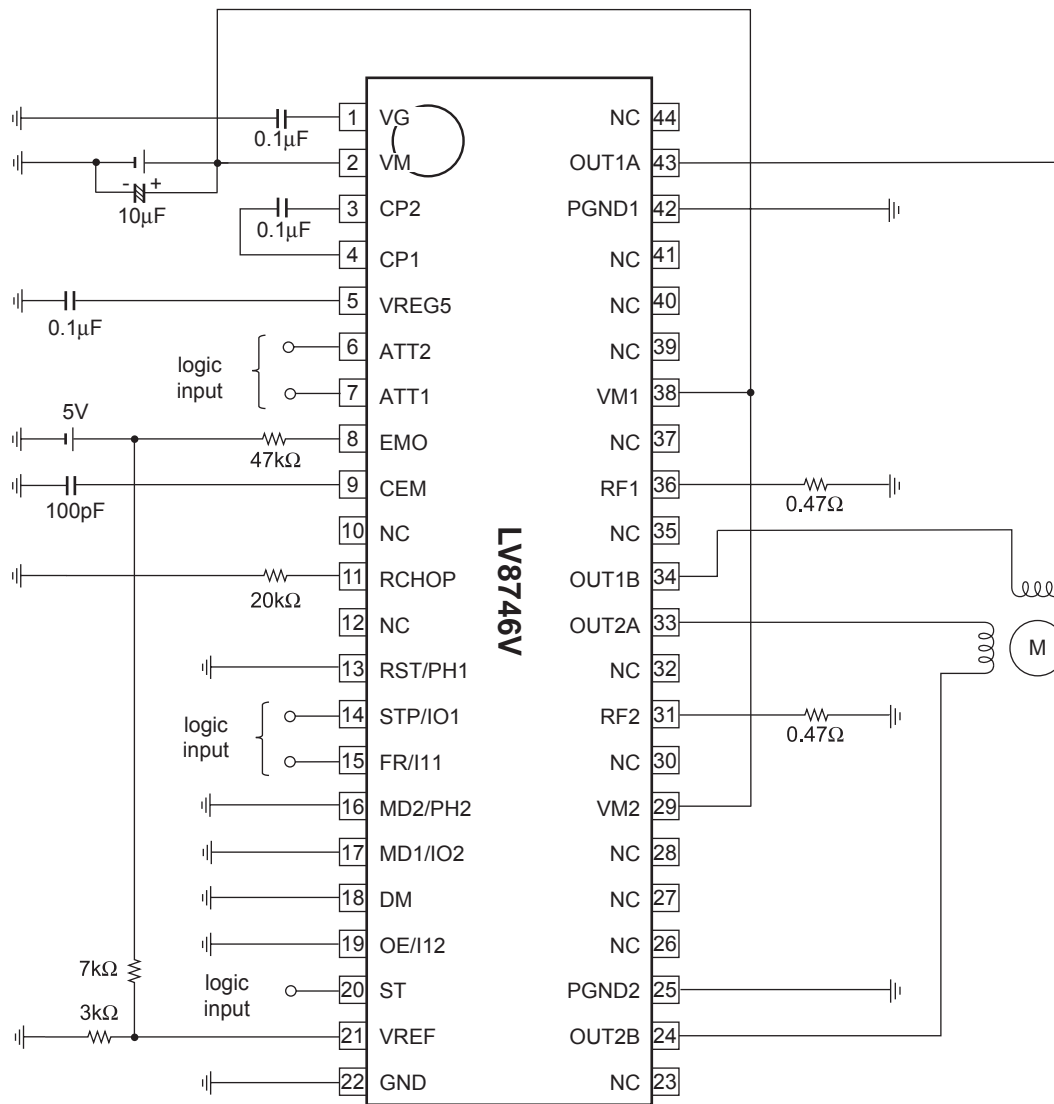 1 VG NC 44
0.1μF
2 VM OUT1A 43
- +
10μF
3 CP2 PGND1 42
0.1μF
4 CP1 NC 41
5 VREG5 NC 40
0.1μF
6 ATT2 NC 39
logic
input
7 ATT1 VM1 38
5V
8 EMO NC 37
47kΩ
9 CEM RF1 36
100pF
0.47Ω
10 NC NC 35
11 RCHOP OUT1B 34
20kΩ
LV8746V
12 NC OUT2A 33
M
13 RST/PH1 NC 32
14 STP/IO1 RF2 31
logic
input
0.47Ω
15 FR/I11 NC 30
16 MD2/PH2 VM2 29
17 MD1/IO2 NC 28
18 DM NC 27
19 OE/I12 NC 26
7kΩ
logic
input
20 ST PGND2 25
3kΩ
21 VREF OUT2B 24
22 GND NC 23